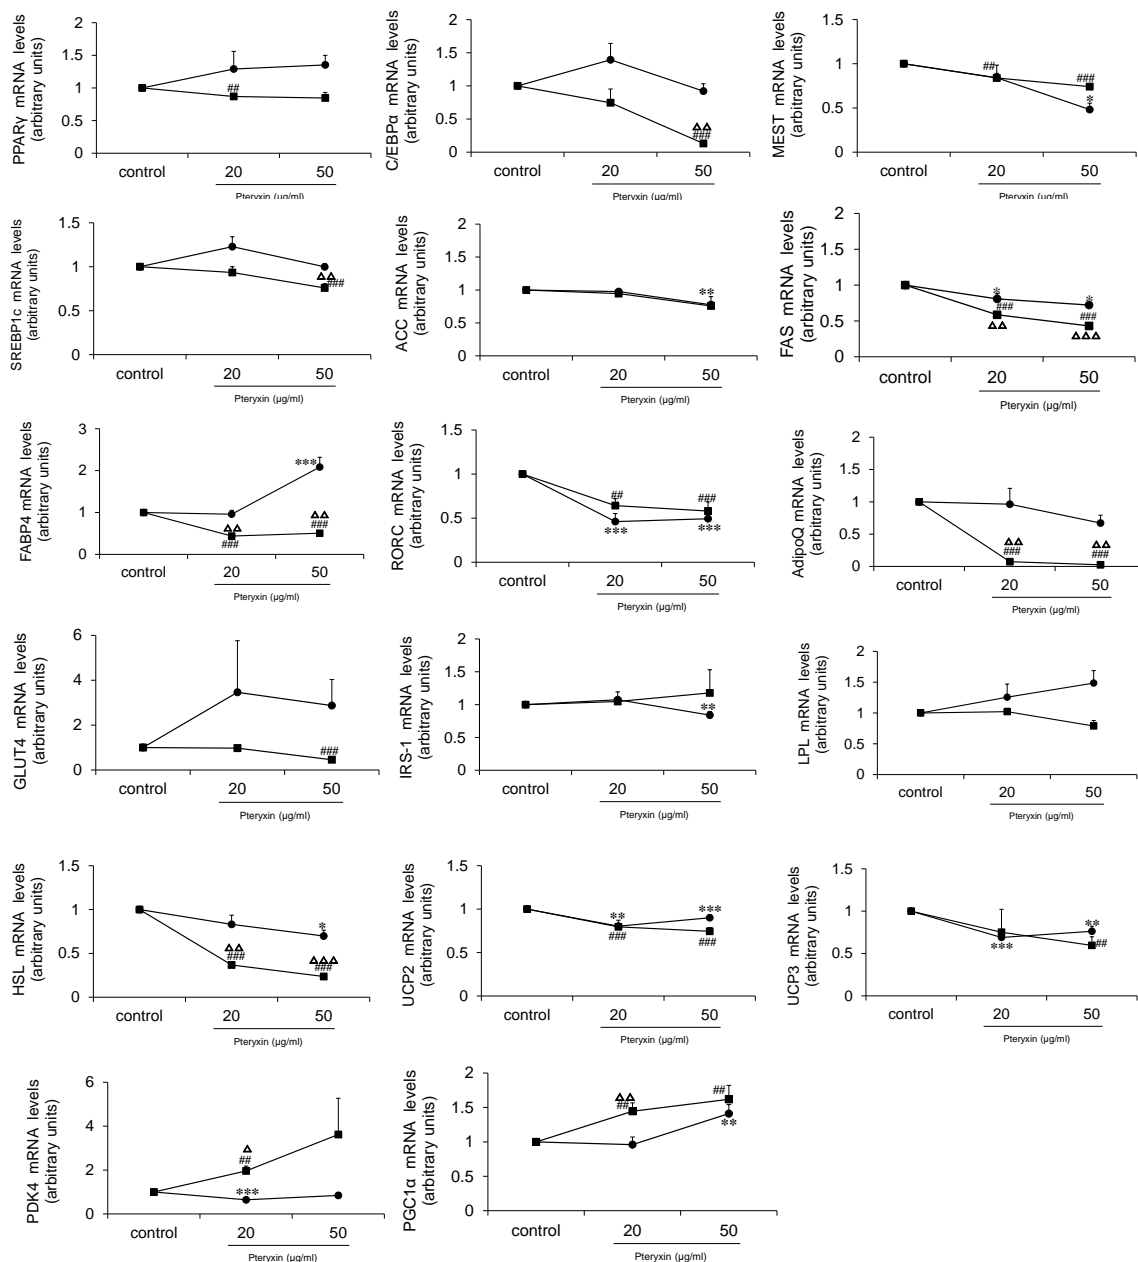 PPARγ mRNA levels
(arbitrary units)
2
1.5
1
0.5
0
##
control
20
50
Pteryxin (µg/ml)
C/EBPα mRNA levels
(arbitrary units)
2
1.5
1
0.5
0
ΔΔ
###
control
20
50
Pteryxin (µg/ml)
MEST mRNA levels
(arbitrary units)
1.5
1
0.5
0
##
###
*
control
20
50
Pteryxin (µg/ml)
SREBP1c mRNA levels
(arbitrary units)
1.5
1
0.5
0
ΔΔ
###
control
20
50
Pteryxin (µg/ml)
ACC mRNA levels
(arbitrary units)
2
1.5
1
0.5
0
**
control
20
50
Pteryxin (µg/ml)
FAS mRNA levels
(arbitrary units)
2
1.5
1
0.5
0
*
###
ΔΔ
*
###
ΔΔΔ
control
20
50
Pteryxin (µg/ml)
FABP4 mRNA levels
(arbitrary units)
3
2
1
0
***
ΔΔ
###
ΔΔ
###
control
20
50
Pteryxin (µg/ml)
RORC mRNA levels
(arbitrary units)
1.5
1
0.5
0
##
***
###
***
control
20
50
Pteryxin (µg/ml)
AdipoQ mRNA levels
(arbitrary units)
2
1.5
1
0.5
0
ΔΔ
###
ΔΔ
###
control
20
50
Pteryxin (µg/ml)
GLUT4 mRNA levels
(arbitrary units)
6
4
2
0
###
control
20
50
Pteryxin (µg/ml)
IRS-1 mRNA levels
(arbitrary units)
2
1.5
1
0.5
0
**
control
20
50
Pteryxin (µg/ml)
LPL mRNA levels
(arbitrary units)
2
1.5
1
0.5
0
control
20
50
Pteryxin (µg/ml)
HSL mRNA levels
(arbitrary units)
1.5
1
0.5
0
ΔΔ
###
*
ΔΔΔ
###
control
20
50
Pteryxin (µg/ml)
UCP2 mRNA levels
(arbitrary units)
1.5
1
0.5
0
**
###
***
###
control
20
50
Pteryxin (µg/ml)
UCP3 mRNA levels
(arbitrary units)
1.5
1
0.5
0
***
**
##
control
20
50
Pteryxin (µg/ml)
PDK4 mRNA levels
(arbitrary units)
6
4
2
0
Δ
##
***
control
20
50
Pteryxin (µg/ml)
PGC1α mRNA levels
(arbitrary units)
2
1.5
1
0.5
0
ΔΔ
##
##
**
control
20
50
Pteryxin (µg/ml)